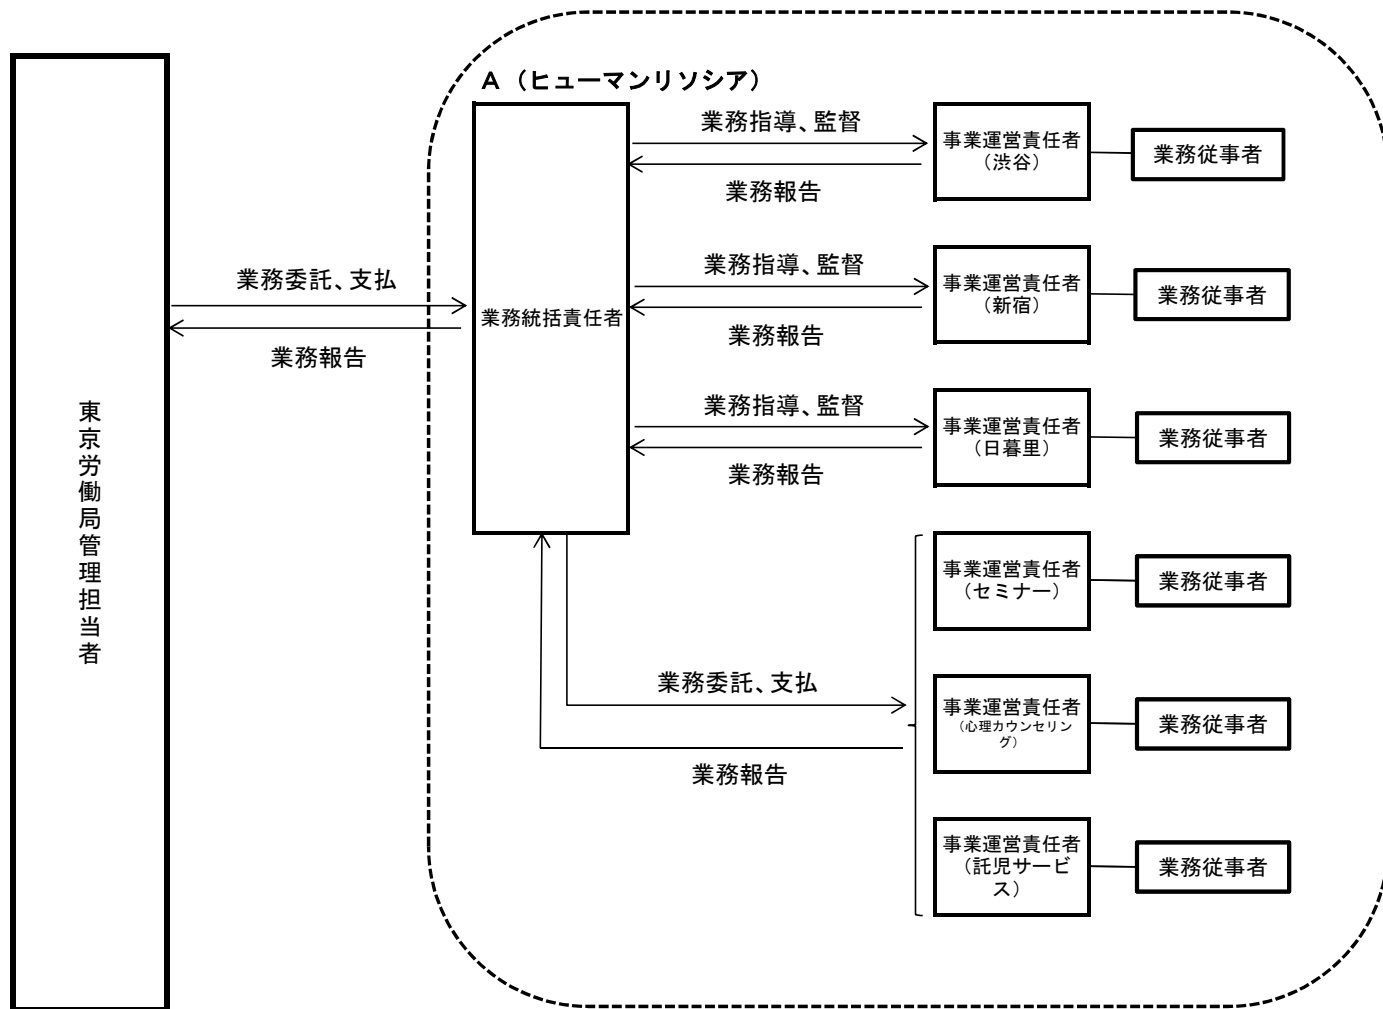 A（ヒューマンリソシア）
東京労働局管理担当者
業務委託、支払
業務報告
業務統括責任者
業務指導、監督
業務報告
事業運営責任者
（渋谷）
業務従事者
業務指導、監督
業務報告
事業運営責任者
（新宿）
業務従事者
業務指導、監督
業務報告
事業運営責任者
（日暮里）
業務従事者
業務委託、支払
業務報告
事業運営責任者
（セミナー）
業務従事者
事業運営責任者
（心理カウンセリン
グ）
業務従事者
事業運営責任者
（託児サービ
ス）
業務従事者